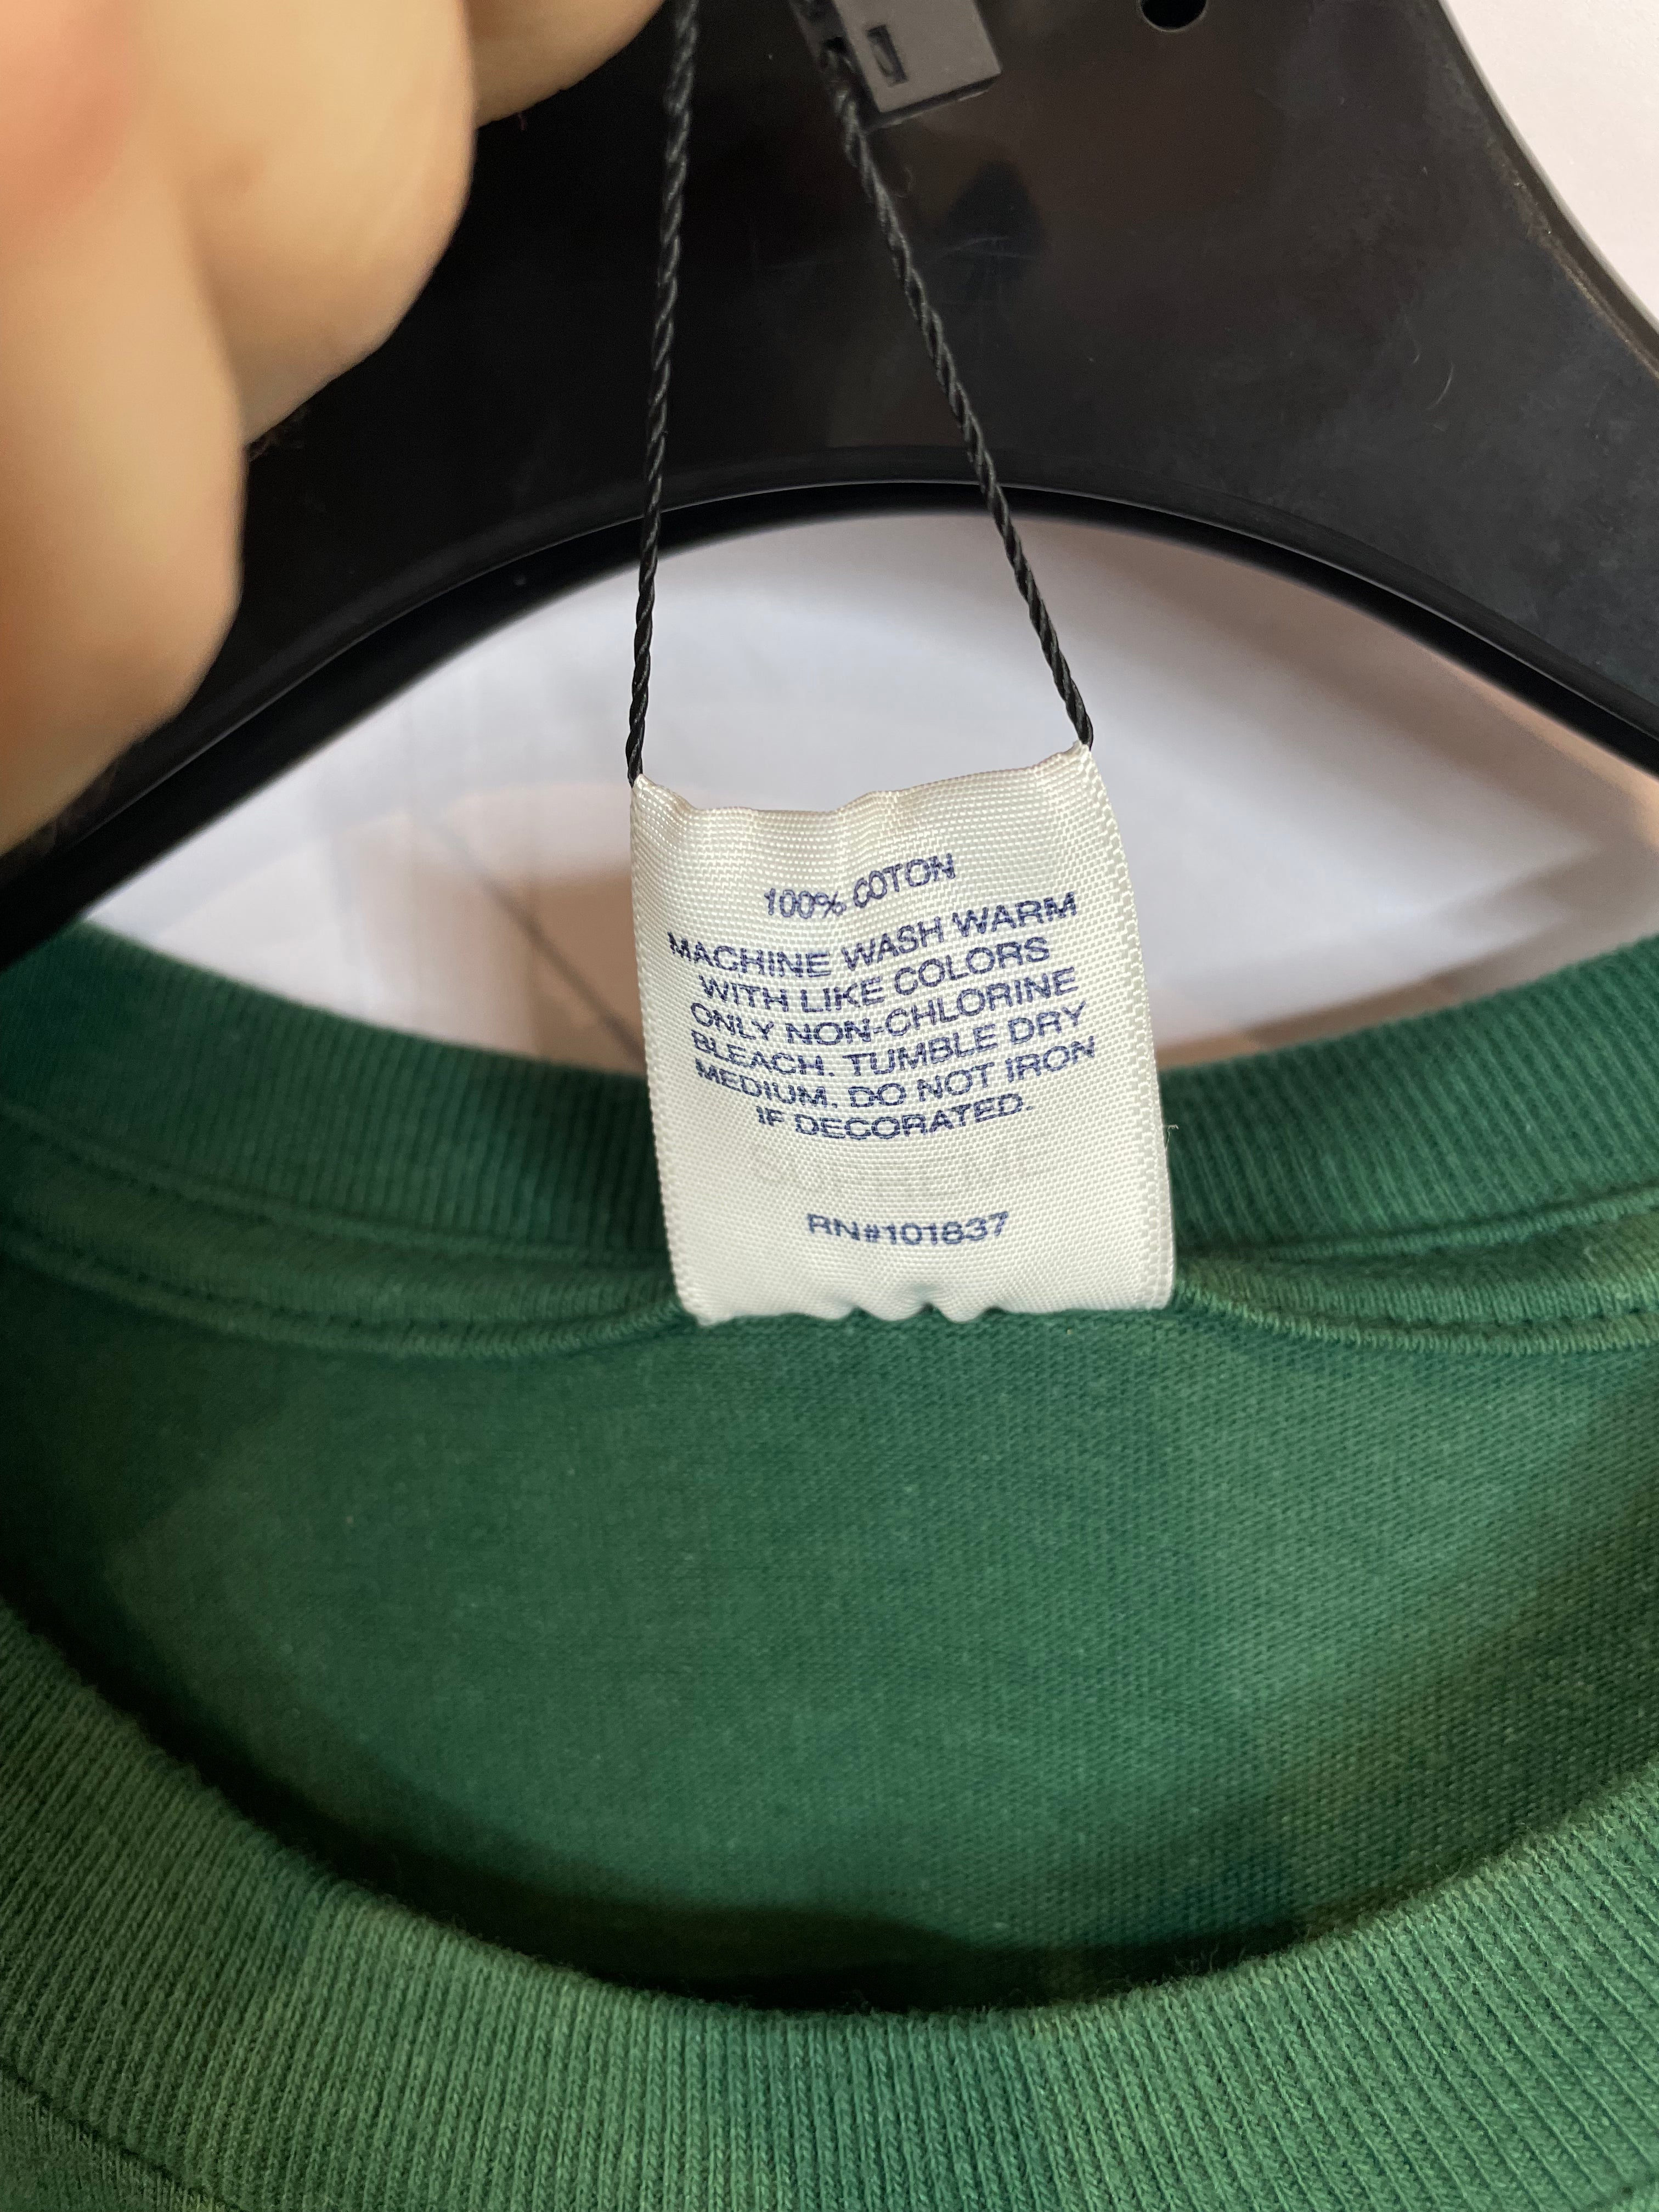 100% COTON
MACHINE WASH WARM
WITH LIKE COLORS
ONLY NON-CHLORINE
BLEACH. TUMBLE DRY
MEDIUM. DO NOT IRON
IF DECORATED.
RN#101837